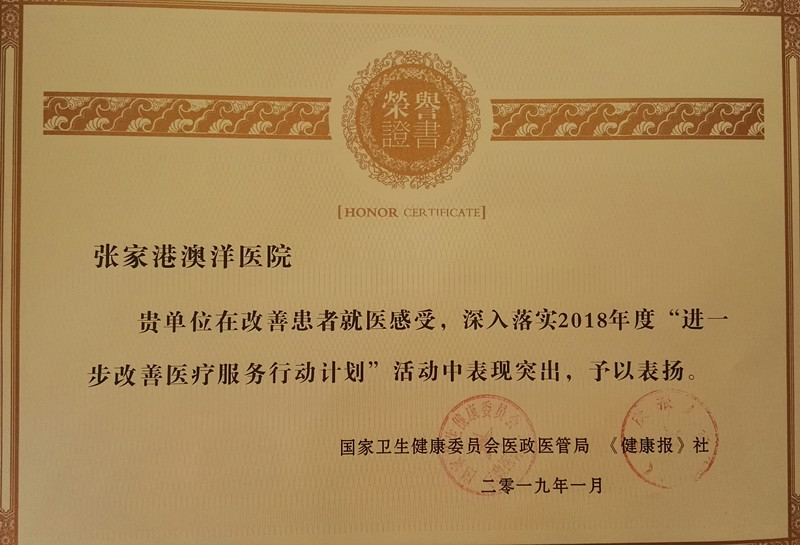 榮譽
證書
[HONOR CERTIFICATE]
张家港澳洋医院
贵单位在改善患者就医感受，深入落实2018年度“进一
步改善医疗服务行动计划”活动中表现突出，予以表扬。
国家卫生健康委员会医政医管局 《健康报》社
二零一九年一月